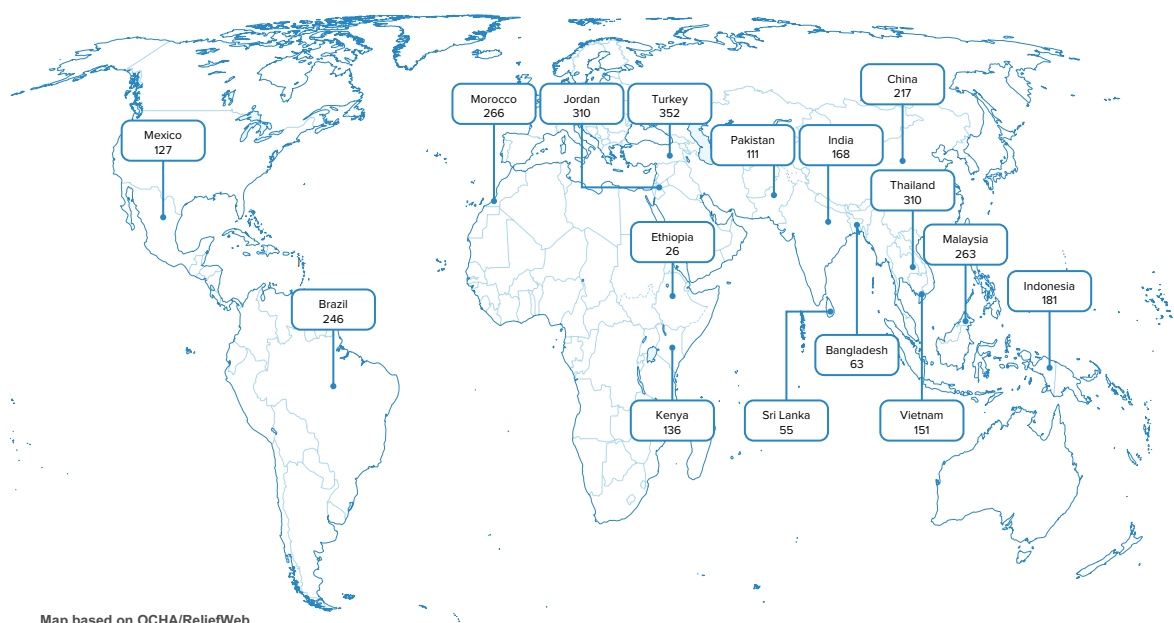 China
217
Morocco
266
Jordan
310
Turkey
352
Mexico
127
Pakistan
111
India
168
Thailand
310
Ethiopia
26
Malaysia
263
Indonesia
181
Brazil
246
Bangladesh
63
Kenya
136
Sri Lanka
55
Vietnam
151
Map based on OCHA/ReliefWeb